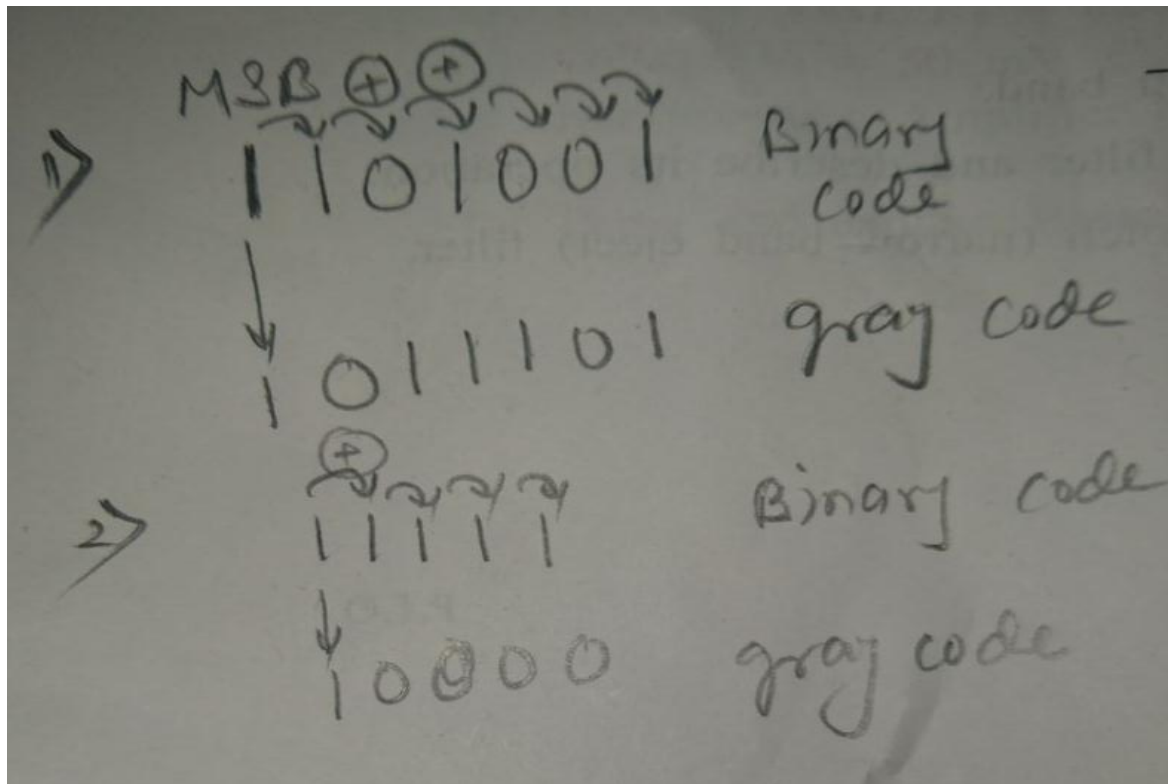 MSB ⊕ ⊕
1) 1101001 Binary
code
1011101 gray code
⊕
2) 11111 Binary code
10000 gray code